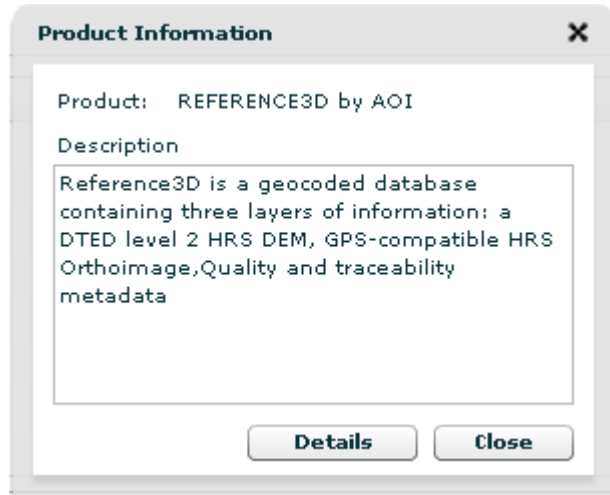 Product Information
Product: REFERENCE3D by AOI
Description
Reference3D is a geocoded database
containing three layers of information: a
DTED level 2 HRS DEM, GPS-compatible HRS
Orthoimage,Quality and traceability
metadata
Details Close